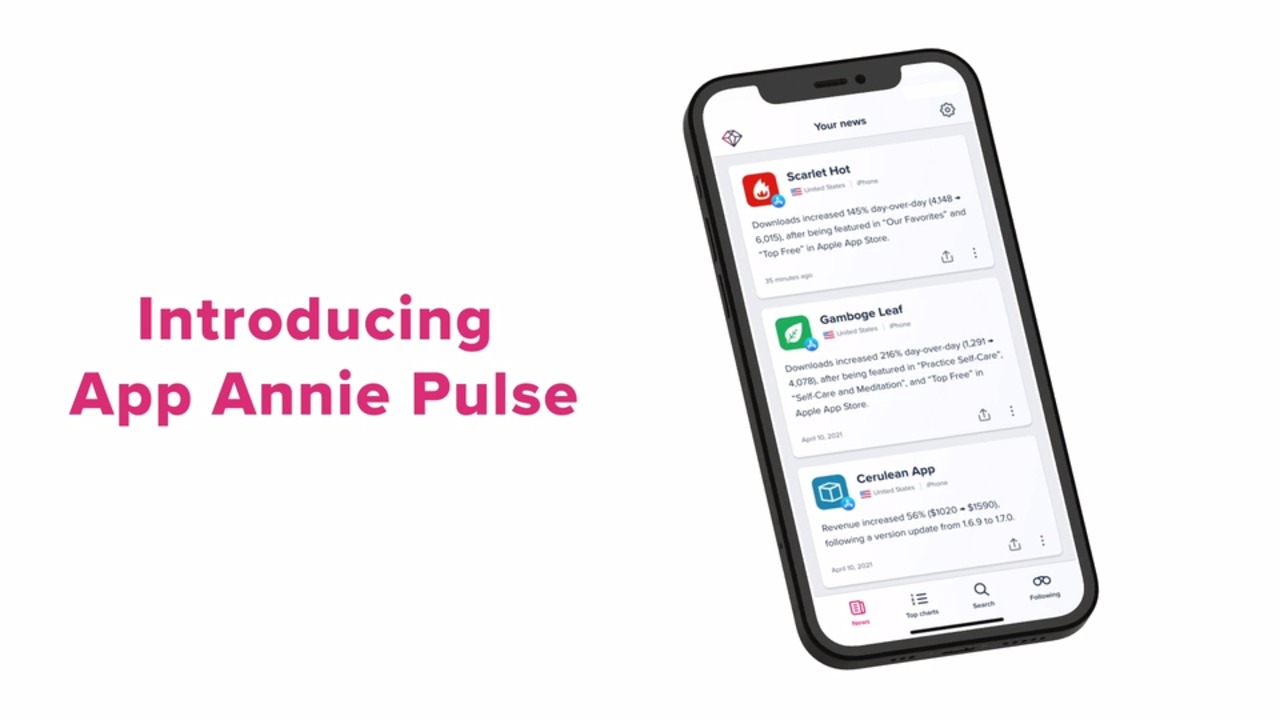 Introducing
App Annie Pulse
Your news
Scarlet Hot
United States | iPhone
Downloads increased 145% day-over-day (4,148 →
6,015), after being featured in “Our Favorites” and
“Top Free” in Apple App Store.
35 minutes ago
Gamboge Leaf
United States | iPhone
Downloads increased 216% day-over-day (1,291 →
4,078), after being featured in “Practice Self-Care”,
“Self-Care and Meditation”, and “Top Free” in
Apple App Store.
April 10, 2021
Cerulean App
United States | iPhone
Revenue increased 56% ($1020 → $1590),
following a version update from 1.6.9 to 1.7.0.
April 10, 2021
News
Top charts
Search
Following